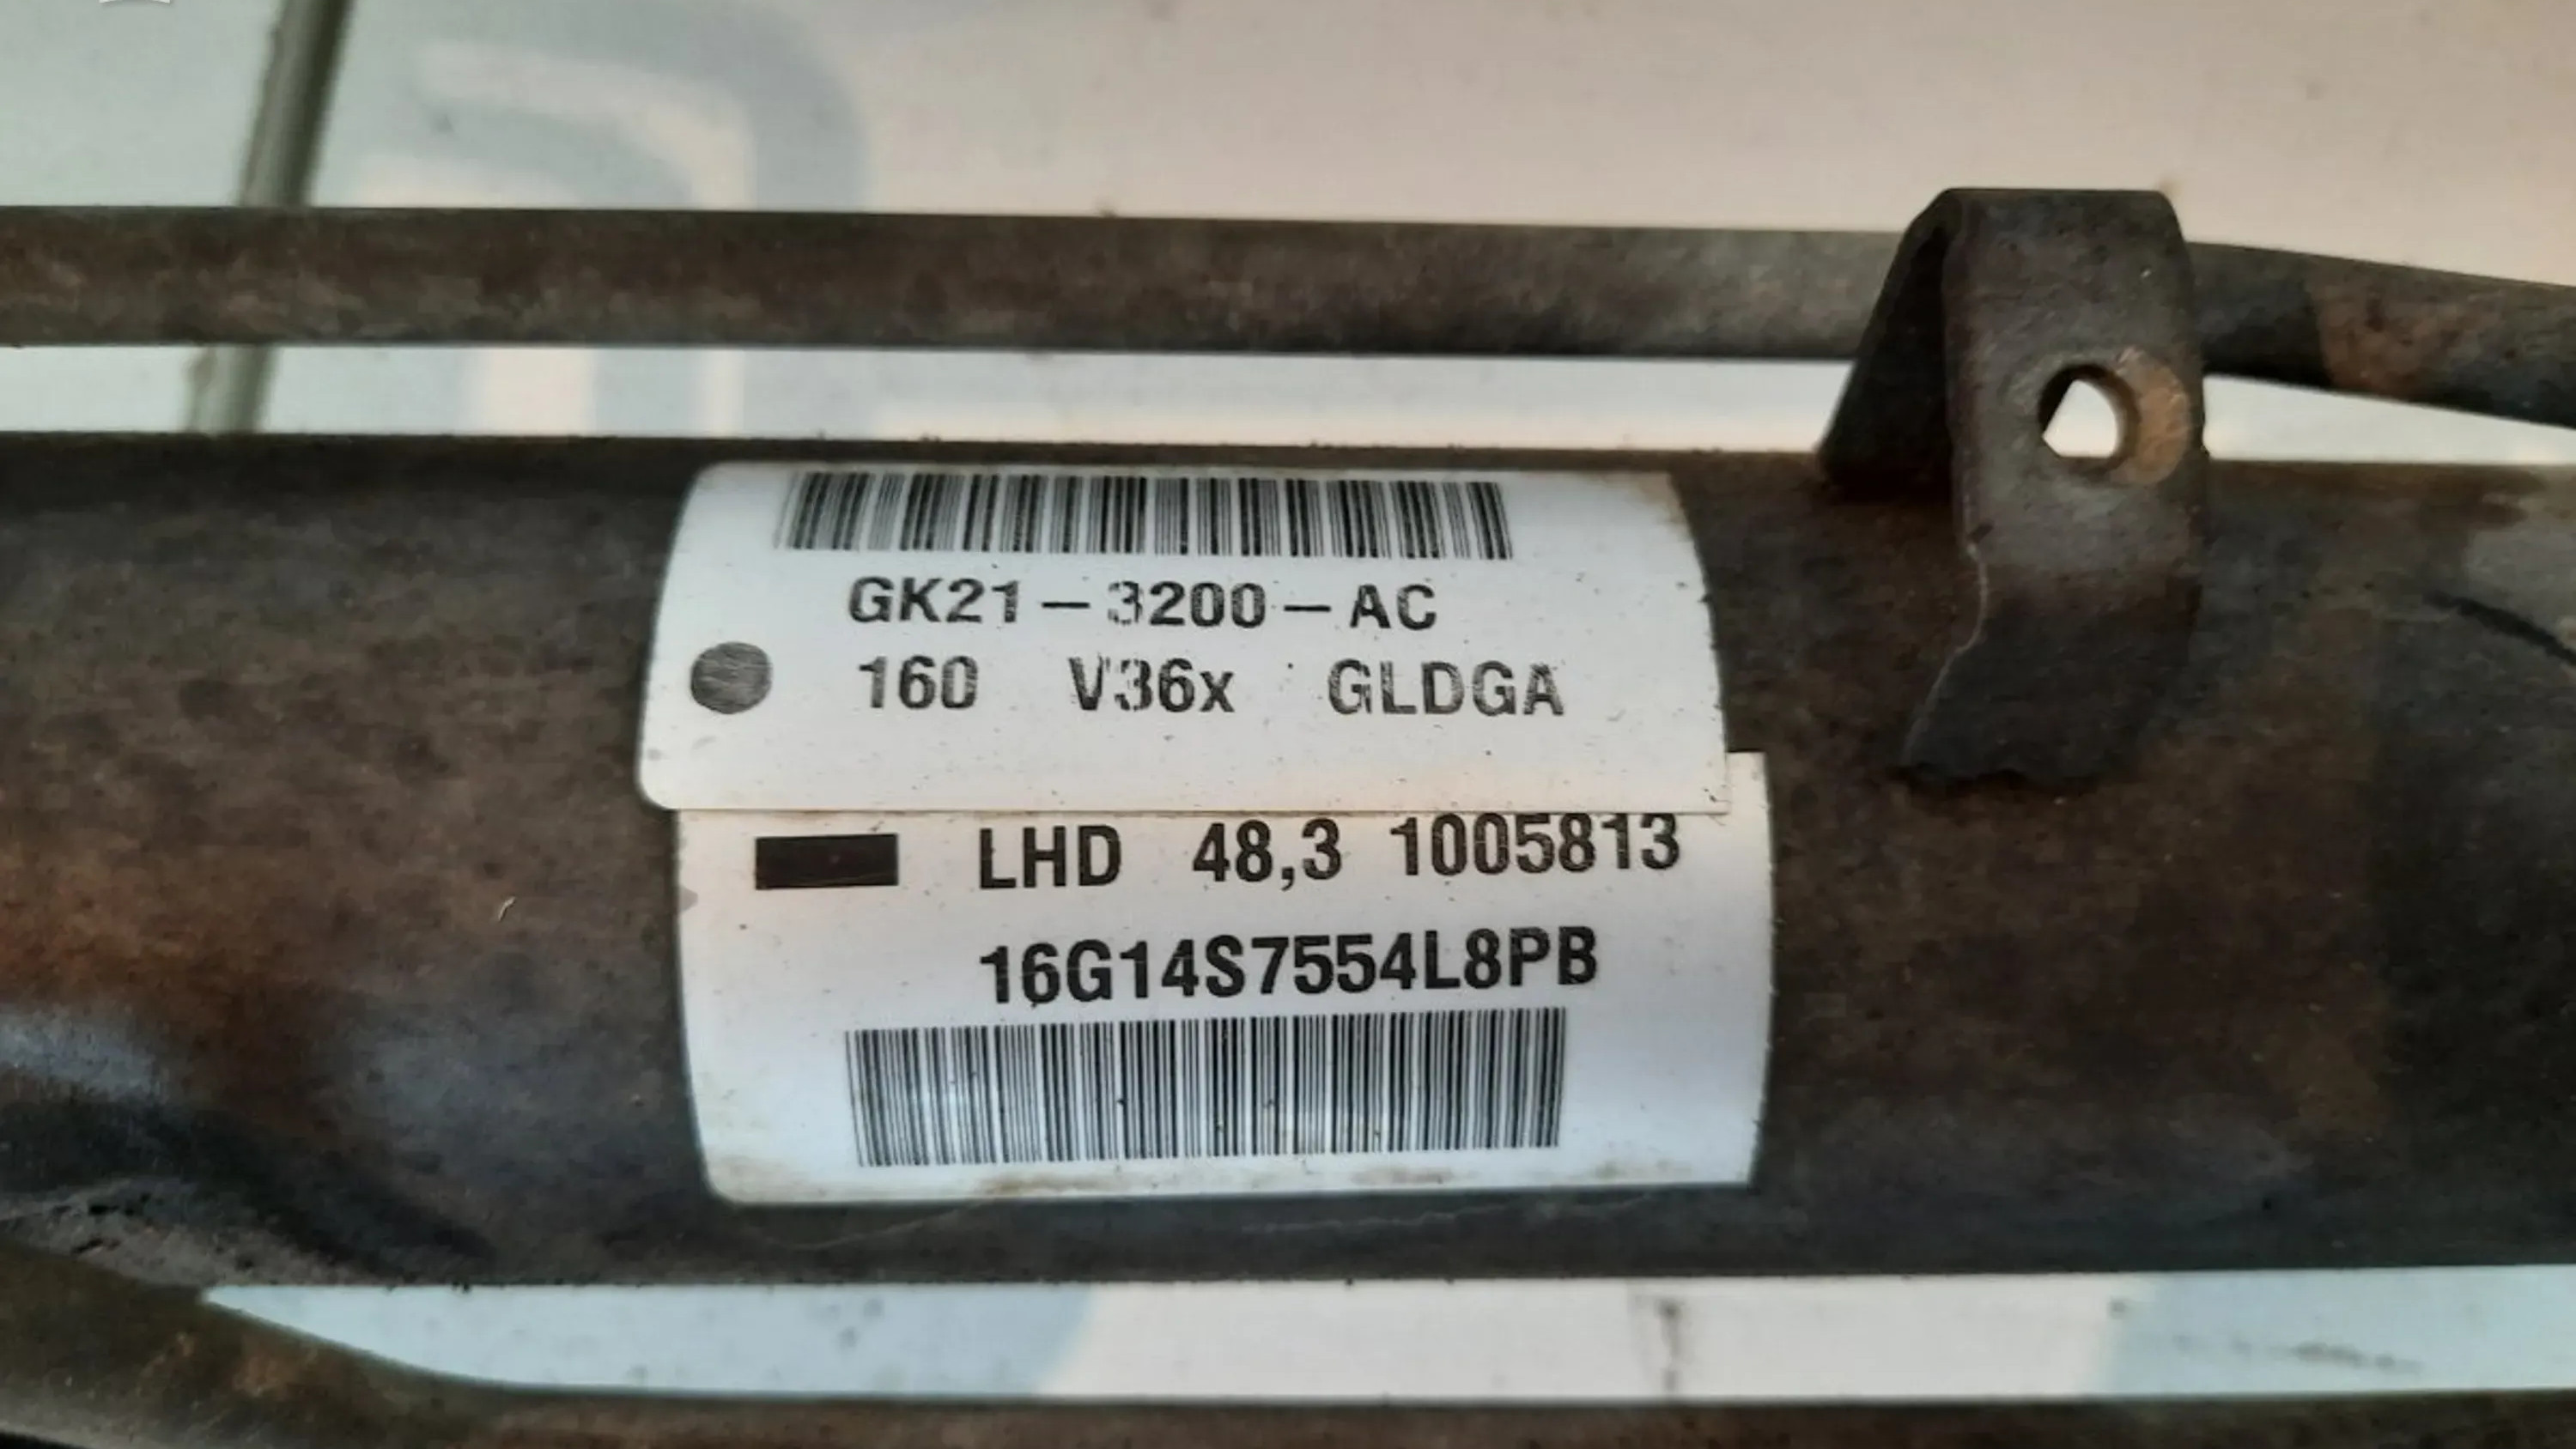 GK21-3200-AC
160 V36x GLDGA
LHD 48,3 1005813
16G14S7554L8PB